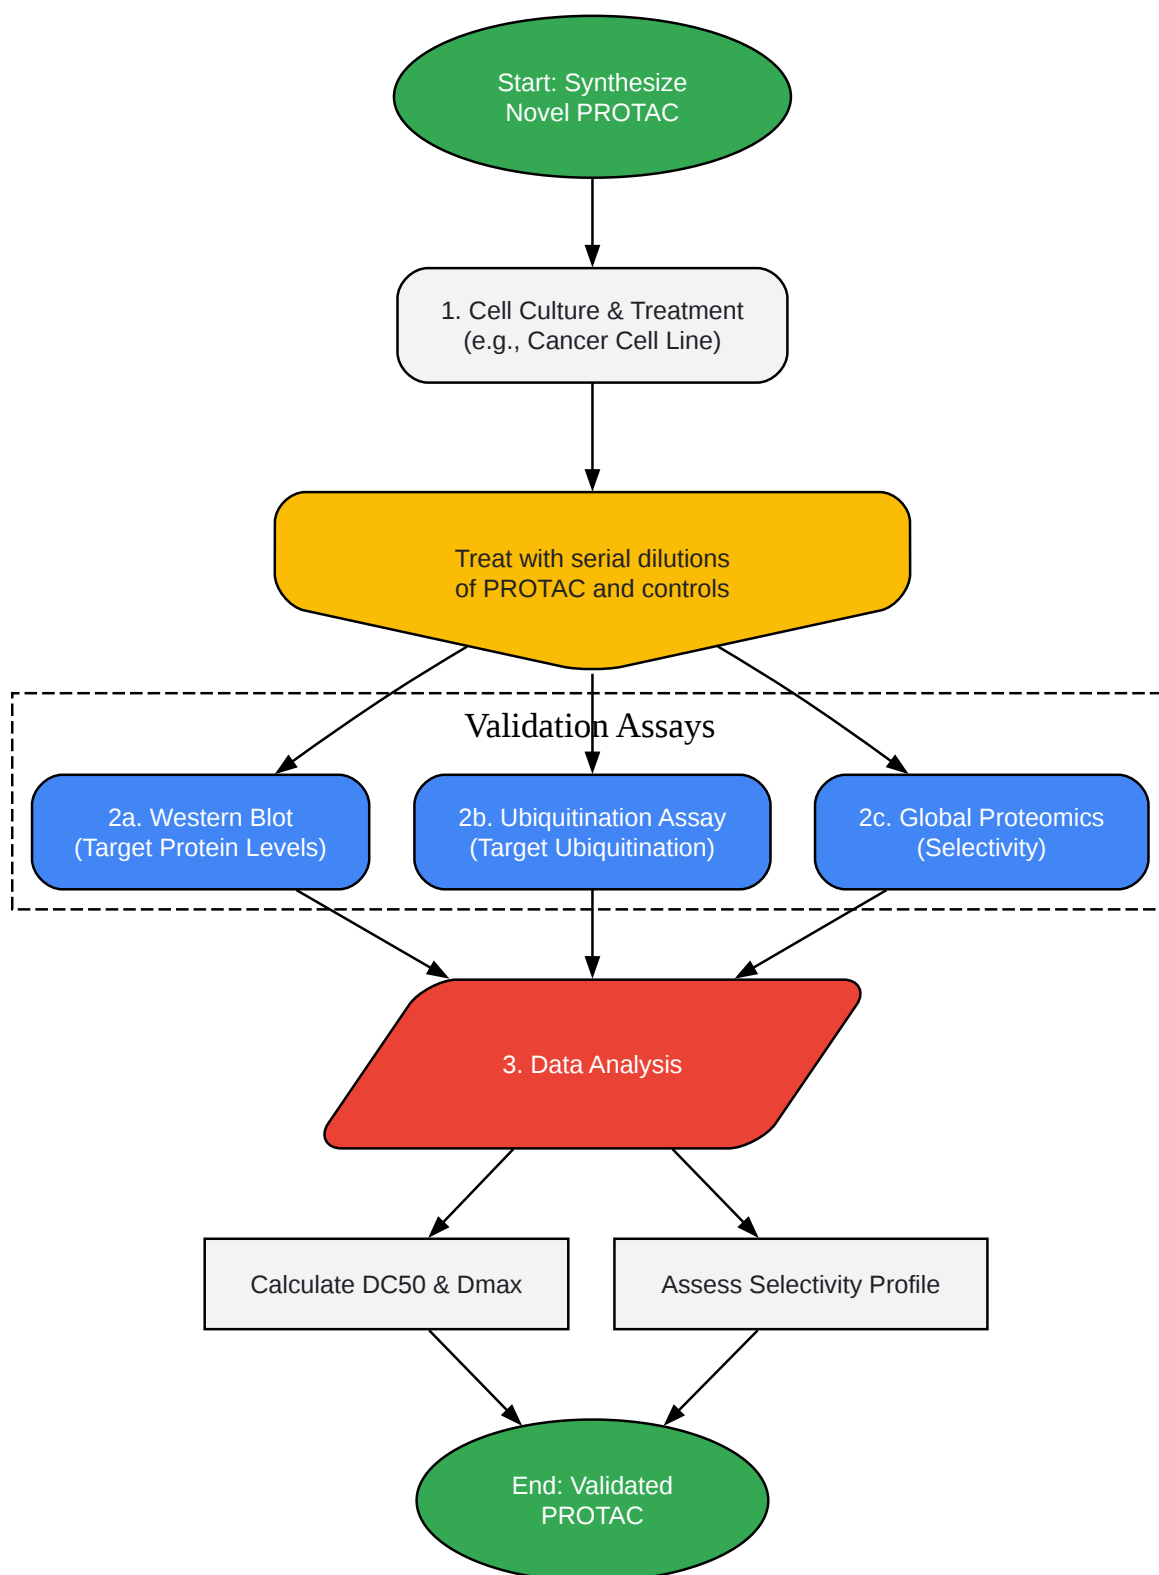 Start: Synthesize
Novel PROTAC
1. Cell Culture & Treatment
(e.g., Cancer Cell Line)
Treat with serial dilutions
of PROTAC and controls
Validation Assays
2a. Western Blot
(Target Protein Levels)
2b. Ubiquitination Assay
(Target Ubiquitination)
2c. Global Proteomics
(Selectivity)
3. Data Analysis
Calculate DC50 & Dmax
Assess Selectivity Profile
End: Validated
PROTAC